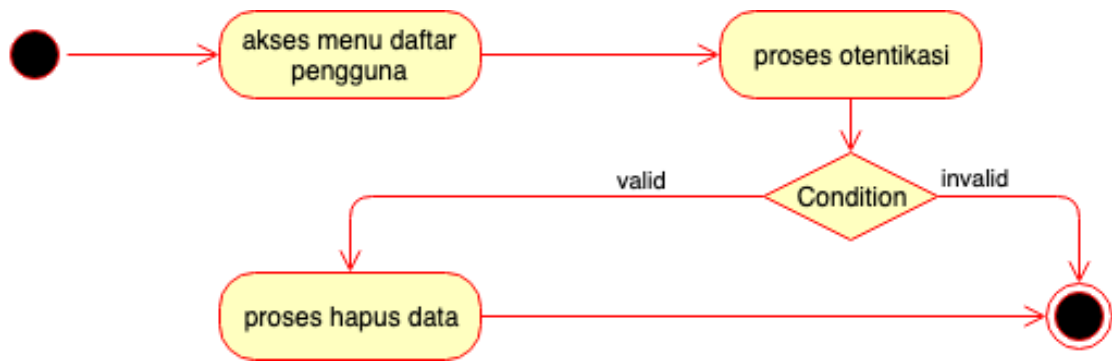 akses menu daftar
pengguna
proses otentikasi
Condition
valid
invalid
proses hapus data